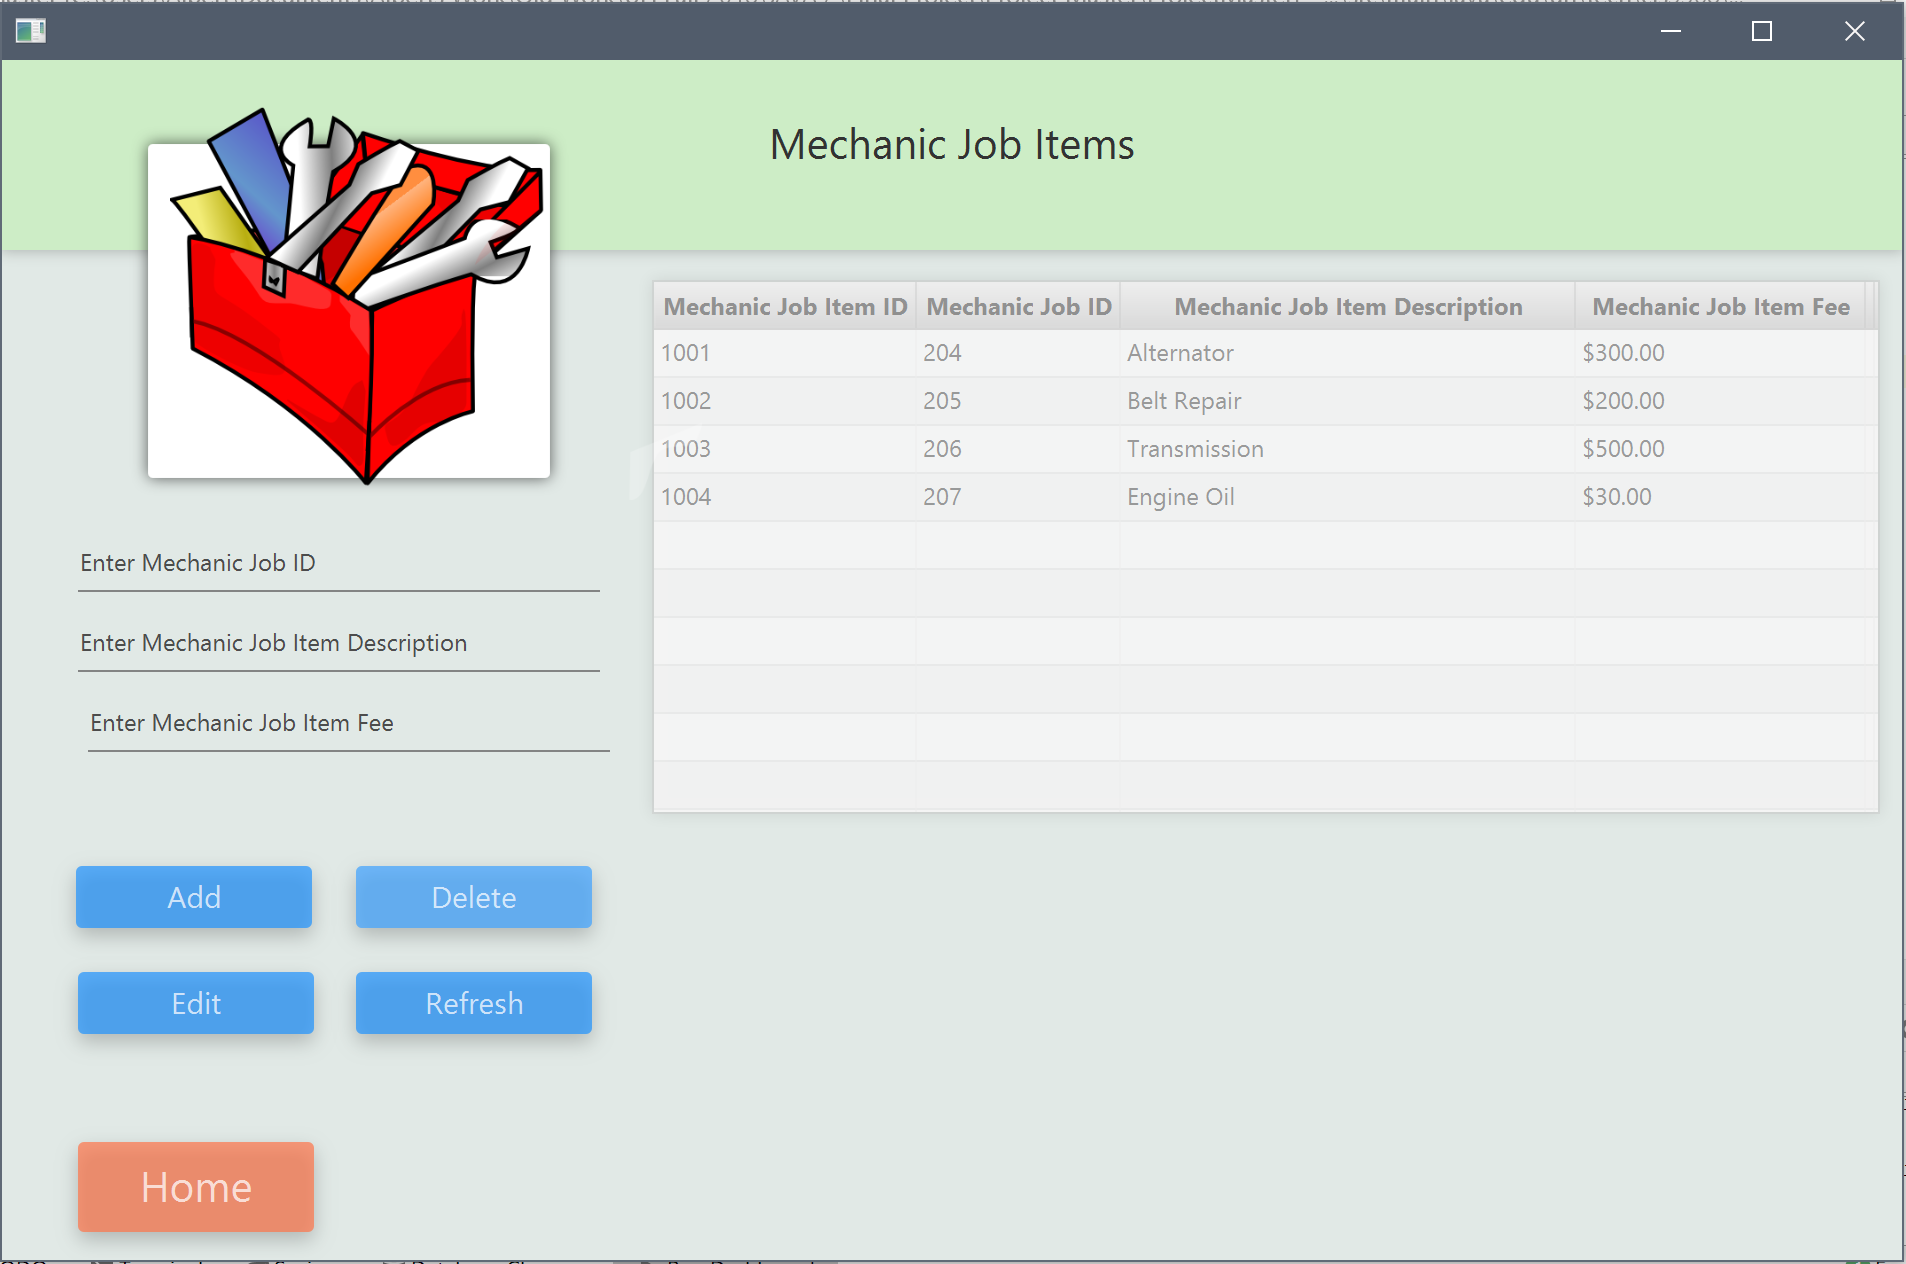 Mechanic Job Items
Mechanic Job Item ID Mechanic Job ID Mechanic Job Item Description Mechanic Job Item Fee
1001 204 Alternator $300.00
1002 205 Belt Repair $200.00
1003 206 Transmission $500.00
1004 207 Engine Oil $30.00
Enter Mechanic Job ID
Enter Mechanic Job Item Description
Enter Mechanic Job Item Fee
Add Delete
Edit Refresh
Home